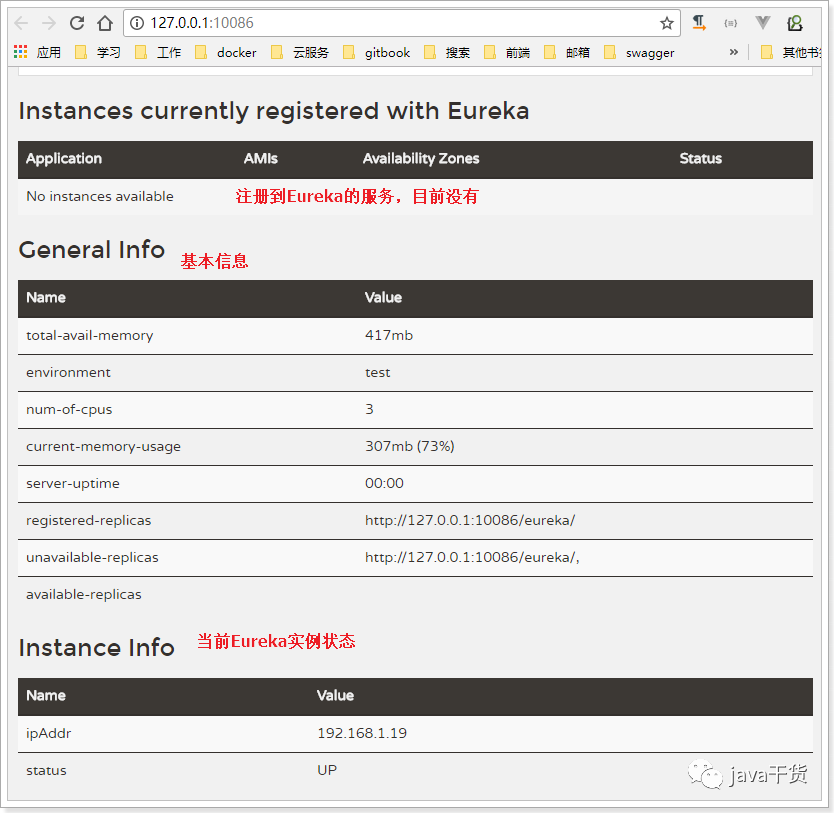 127.0.0.1:10086
应用 学习 工作 docker 云服务 gitbook 搜索 前端 邮箱 swagger » 其他书
Instances currently registered with Eureka
Application AMIs Availability Zones Status
No instances available 注册到Eureka的服务，目前没有
General Info 基本信息
Name Value
total-avail-memory 417mb
environment test
num-of-cpus 3
current-memory-usage 307mb (73%)
server-uptime 00:00
registered-replicas http://127.0.0.1:10086/eureka/
unavailable-replicas http://127.0.0.1:10086/eureka/,
available-replicas
Instance Info 当前Eureka实例状态
Name Value
ipAddr 192.168.1.19
status UP
java干货